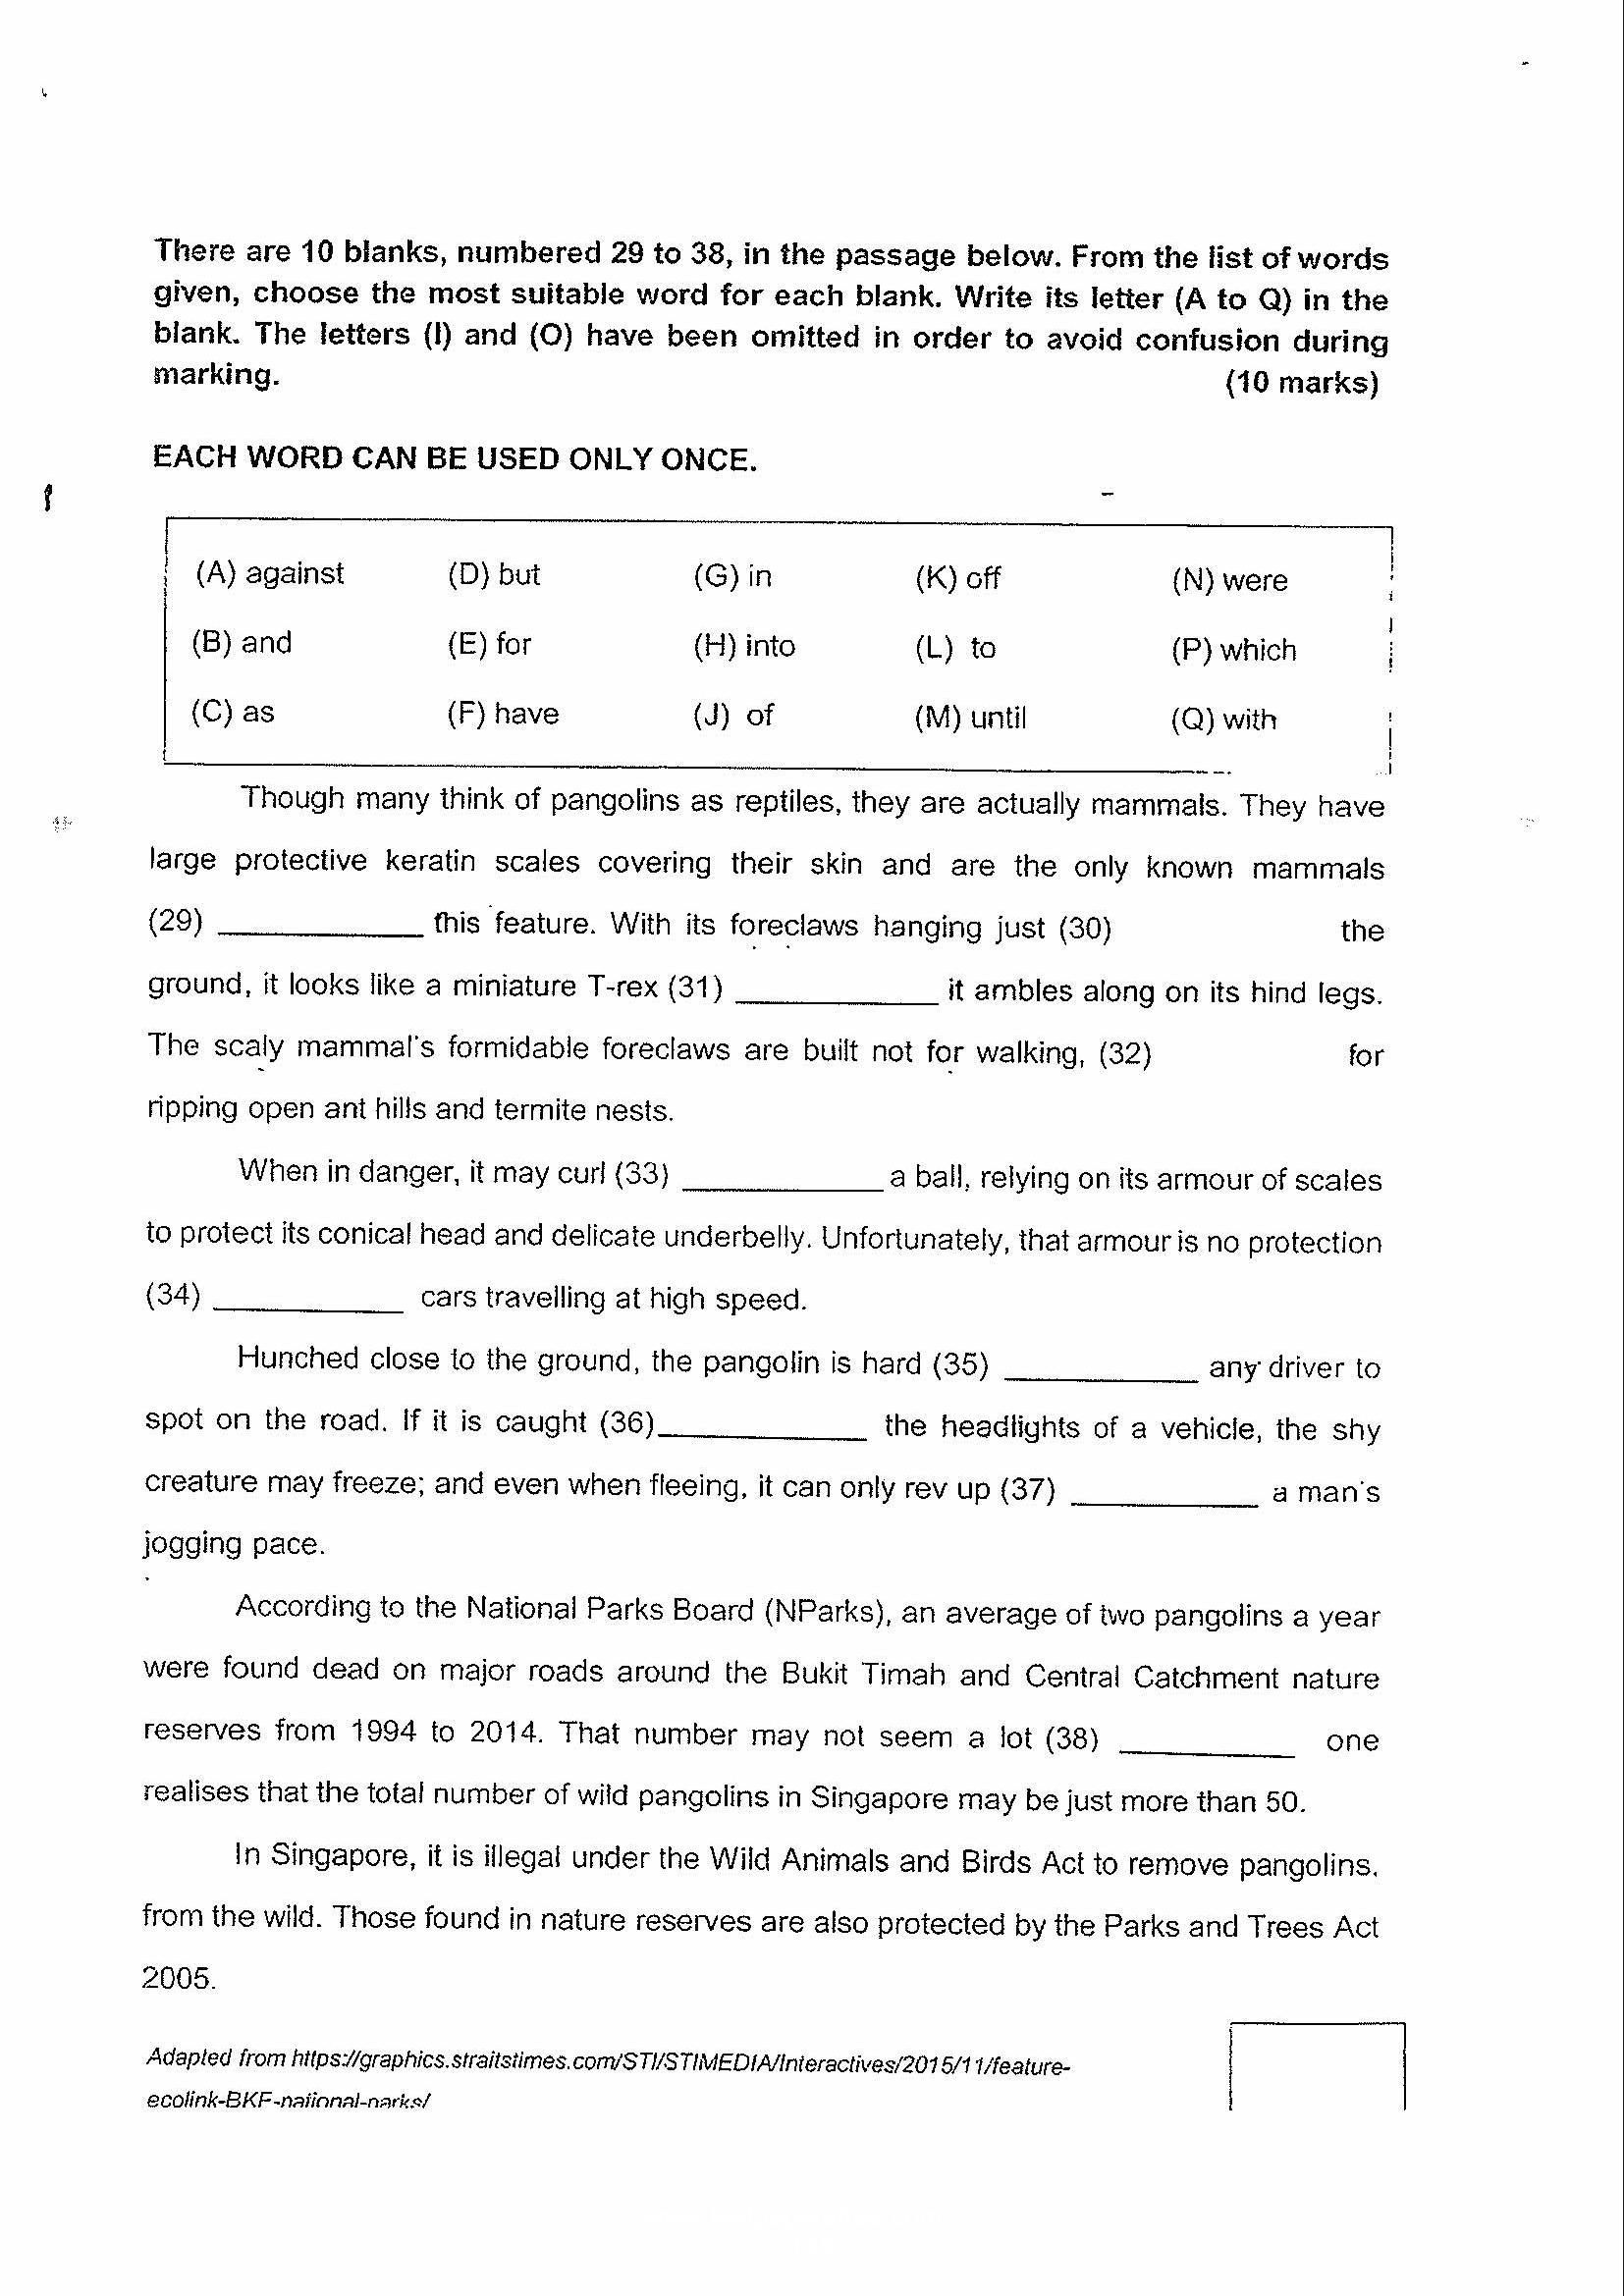 There are 10 blanks, numbered 29 to 38, in the passage below. From the list of words
given, choose the most suitable word for each blank. Write its letter (A to Q) in the
blank. The letters (I) and (O) have been omitted in order to avoid confusion during
marking. (10 marks)
EACH WORD CAN BE USED ONLY ONCE.
(A) against (D) but (G) in (K) off (N) were
(B) and (E) for (H) into (L) to (P) which
(C) as (F) have (J) of (M) until (Q) with
Though many think of pangolins as reptiles, they are actually mammals. They have
large protective keratin scales covering their skin and are the only known mammals
(29) ____________ this feature. With its foreclaws hanging just (30) the
ground, it looks like a miniature T-rex (31) ____________ it ambles along on its hind legs.
The scaly mammal's formidable foreclaws are built not for walking, (32) for
ripping open ant hills and termite nests.
When in danger, it may curl (33) ____________ a ball, relying on its armour of scales
to protect its conical head and delicate underbelly. Unfortunately, that armour is no protection
(34) ____________ cars travelling at high speed.
Hunched close to the ground, the pangolin is hard (35) ____________ any driver to
spot on the road. If it is caught (36)____________ the headlights of a vehicle, the shy
creature may freeze; and even when fleeing, it can only rev up (37) ____________ a man's
jogging pace.
According to the National Parks Board (NParks), an average of two pangolins a year
were found dead on major roads around the Bukit Timah and Central Catchment nature
reserves from 1994 to 2014. That number may not seem a lot (38) ____________ one
realises that the total number of wild pangolins in Singapore may be just more than 50.
In Singapore, it is illegal under the Wild Animals and Birds Act to remove pangolins.
from the wild. Those found in nature reserves are also protected by the Parks and Trees Act
2005.
Adapted from https://graphics.straitstimes.com/STI/STIMEDIA/Interactives/2015/11/feature-
ecolink-BKE-national-parks/